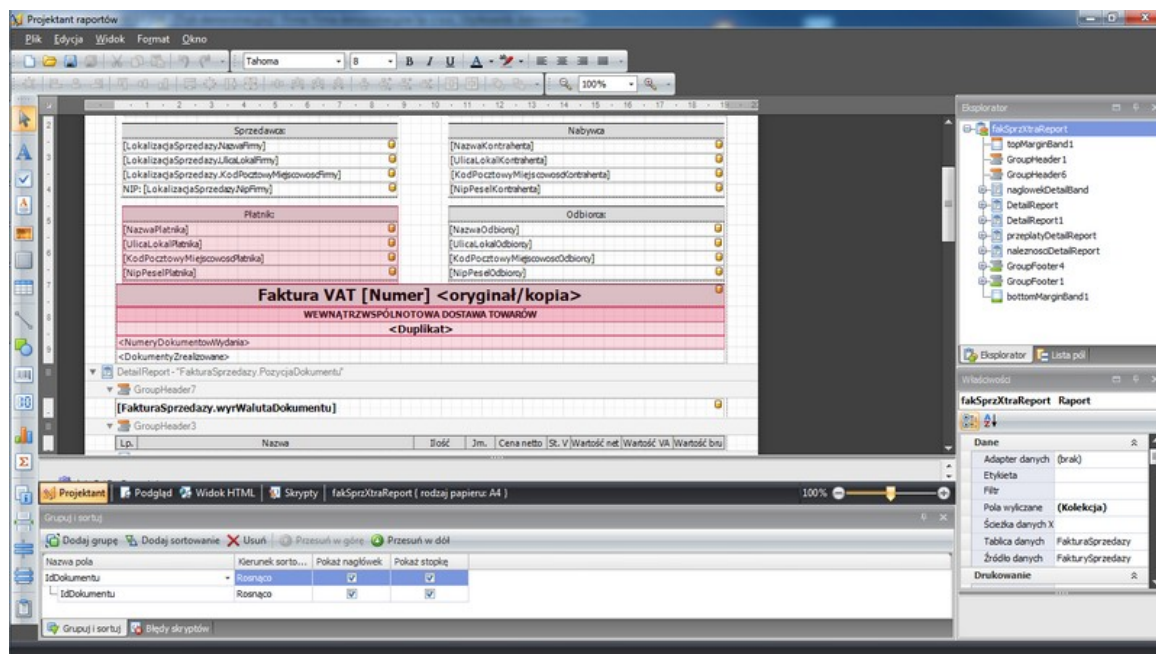 Projektant raportów
Plik Edycja Widok Format Okno
Tahoma 8 B I U A
100%
Eksplorator
fakSprzXtraReport
topMarginBand1
GroupHeader1
GroupHeader6
naglowekDetailBand
DetailReport
DetailReport1
przeplatyDetailReport
naleznosciDetailReport
GroupFooter4
GroupFooter1
bottomMarginBand1
Eksplorator Lista pól
Właściwości
fakSprzXtraReport Raport
Dane
Adapter danych (brak)
Etykieta
Filtr
Pola wyliczane (Kolekcja)
Ścieżka danych X
Tablica danych FakturaSprzedazy
Źródło danych FakturySprzedazy
Drukowanie
Sprzedawca:
[LokalizacjaSprzedazy.NazwaFirmy]
[LokalizacjaSprzedazy.UlicaLokalFirmy]
[LokalizacjaSprzedazy.KodPocztowyMiejscowoscFirmy]
NIP: [LokalizacjaSprzedazy.NipFirmy]
Nabywca
[NazwaKontrahenta]
[UlicaLokalKontrahenta]
[KodPocztowyMiejscowoscKontrahenta]
[NipPeselKontrahenta]
Płatnik:
[NazwaPlatnika]
[UlicaLokalPlatnika]
[KodPocztowyMiejscowoscPlatnika]
[NipPeselPlatnika]
Odbiorca:
[NazwaOdbiorcy]
[UlicaLokalOdbiorcy]
[KodPocztowyMiejscowoscOdbiorcy]
[NipPeselOdbiorcy]
Faktura VAT [Numer] <oryginał/kopia>
WEWNĄTRZWSPÓLNOTOWA DOSTAWA TOWARÓW
<Duplikat>
<NumeryDokumentowWydania>
<DokumentyZrealizowane>
DetailReport - "FakturaSprzedazy.PozycjaDokumentu"
GroupHeader7
[FakturaSprzedazy.wyrWalutaDokumentu]
GroupHeader3
Lp. Nazwa Ilość Jm. Cena netto St. V Wartość net Wartość VA Wartość bru
Projektant Podgląd Widok HTML Skrypty fakSprzXtraReport { rodzaj papieru: A4 } 100%
Grupuj i sortuj
Dodaj grupę Dodaj sortowanie Usuń Przesuń w górę Przesuń w dół
Nazwa pola Kierunek sorto... Pokaż nagłówek Pokaż stopkę
IdDokumentu Rosnąco
IdDokumentu Rosnąco
Grupuj i sortuj Błędy skryptów